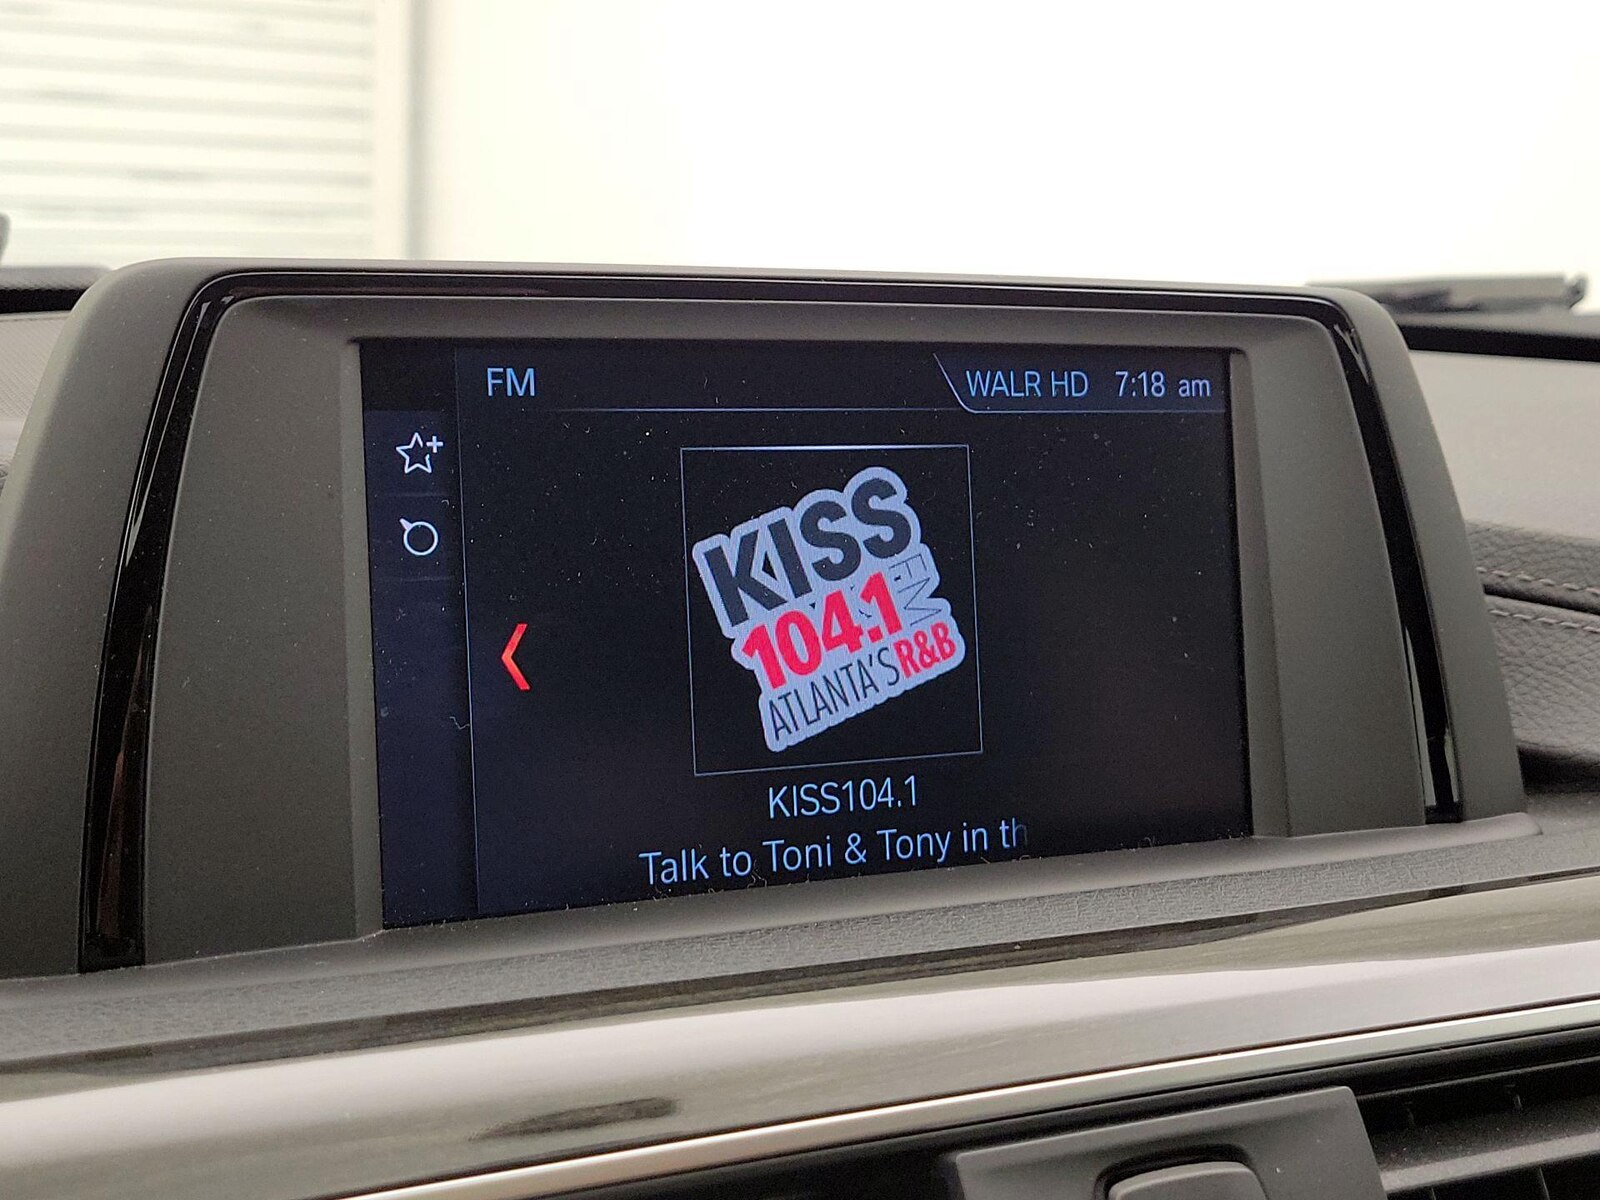 FM
WALR HD 7:18 am
KISS
FM
104.1
ATLANTA'S R&B
KISS104.1
Talk to Toni & Tony in th